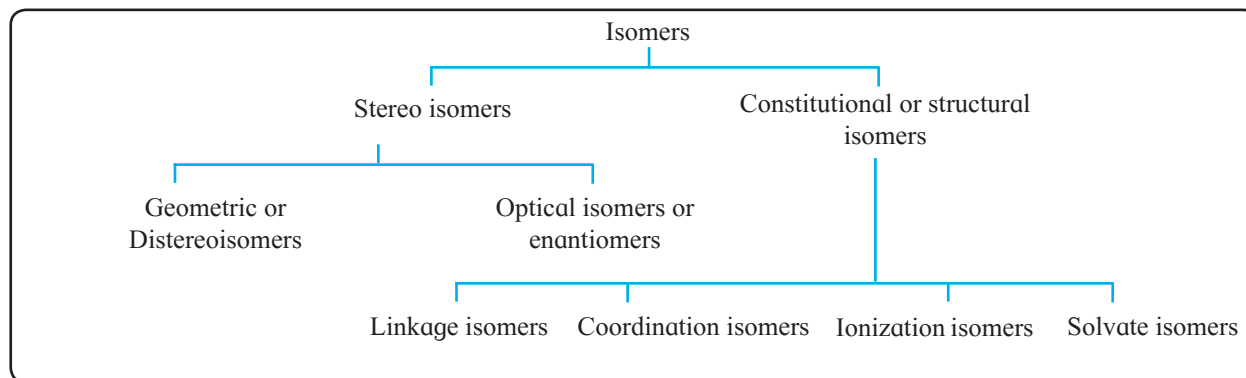 Isomers
Stereo isomers
Constitutional or structural
isomers
Geometric or
Distereoisomers
Optical isomers or
enantiomers
Linkage isomers
Coordination isomers
Ionization isomers
Solvate isomers